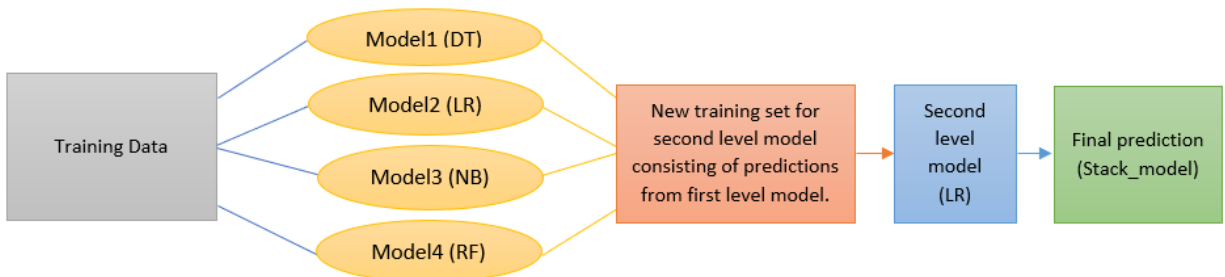 Training Data
Model1 (DT)
Model2 (LR)
Model3 (NB)
Model4 (RF)
New training set for
second level model
consisting of predictions
from first level model.
Second
level
model
(LR)
Final prediction
(Stack_model)